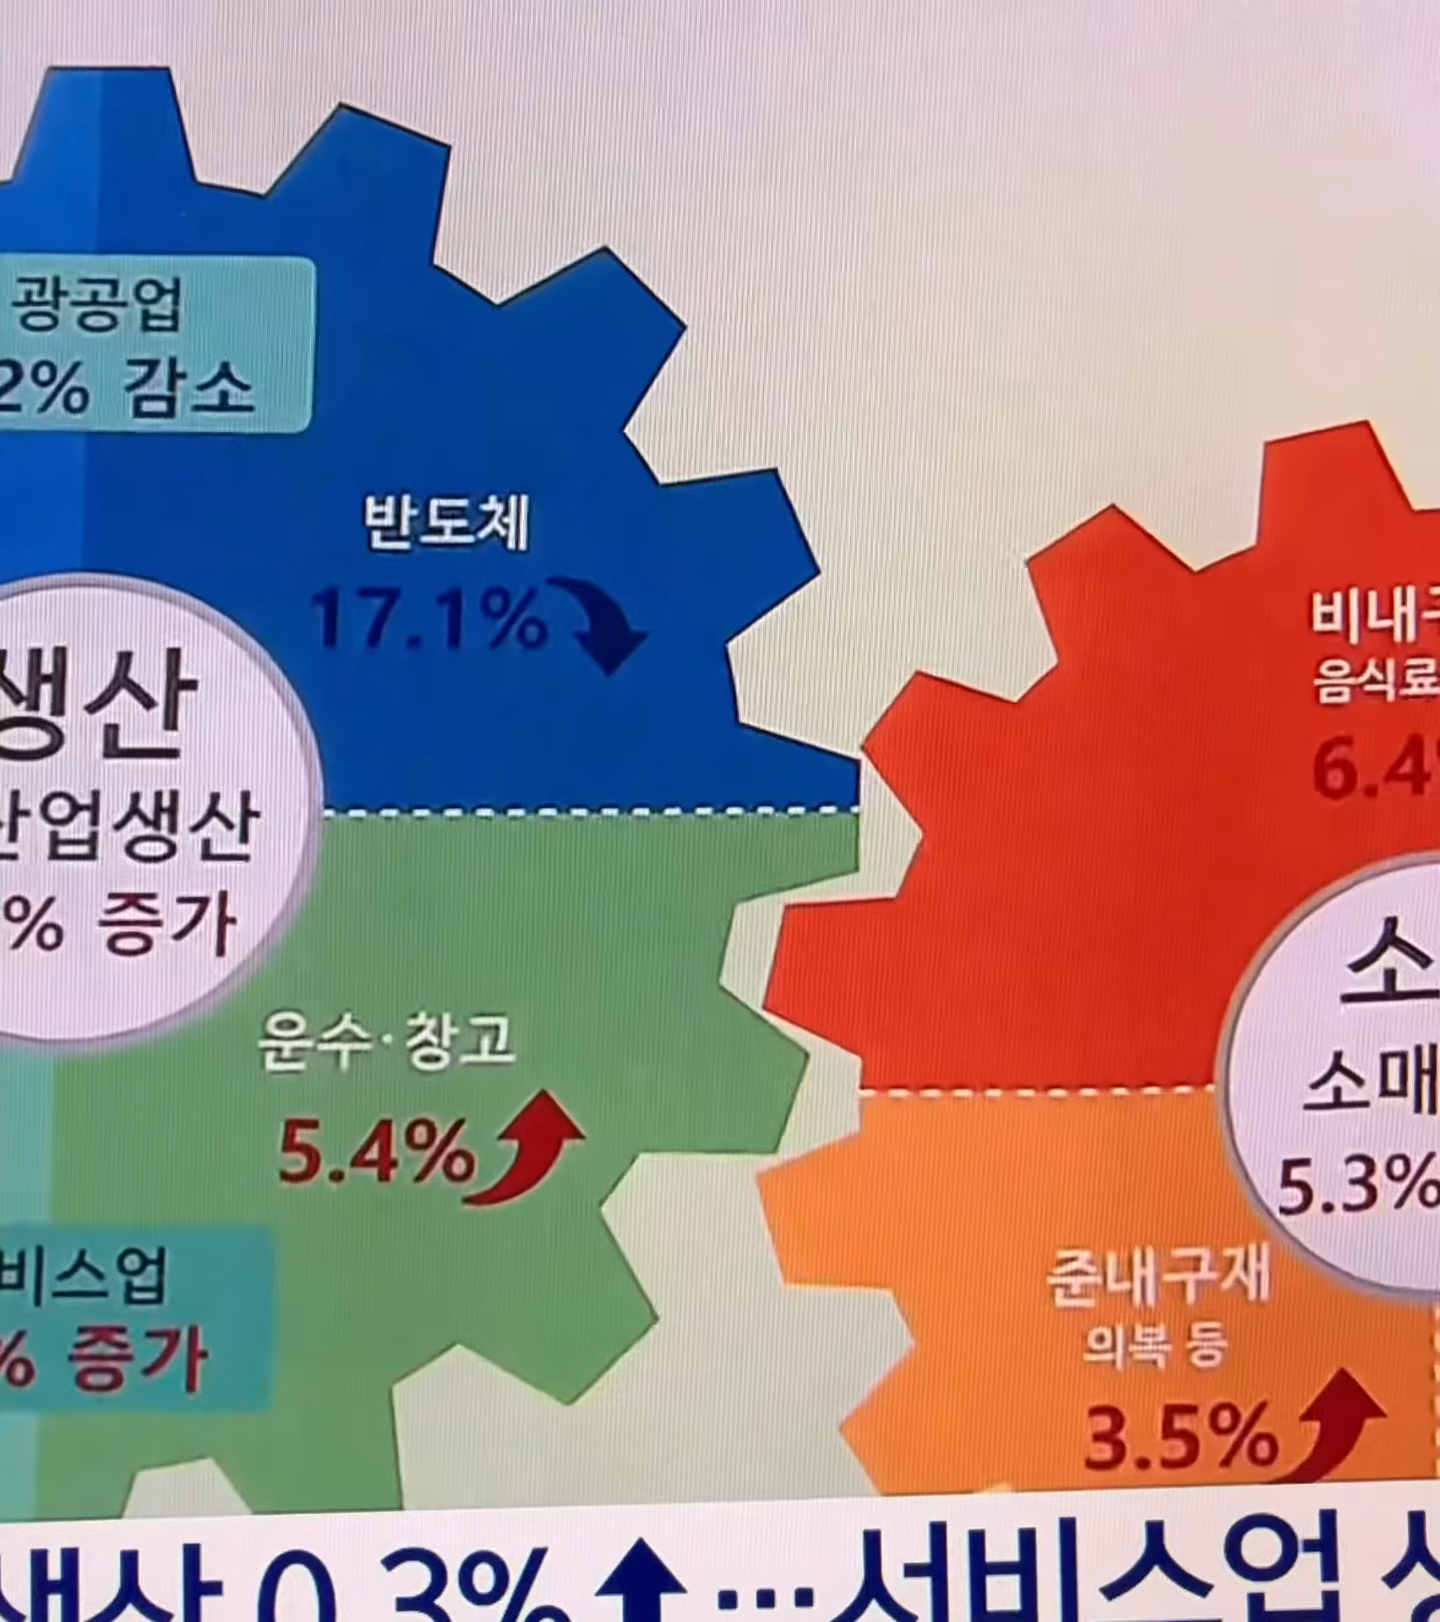 광공업
2% 감소
반도체
17.1%
생산
산업생산
% 증가
운수·창고
5.4%
비스업
% 증가
비내구
음식료
6.4%
소
소매
5.3%
준내구재
의복 등
3.5%
생산 0.3%↑…서비스업